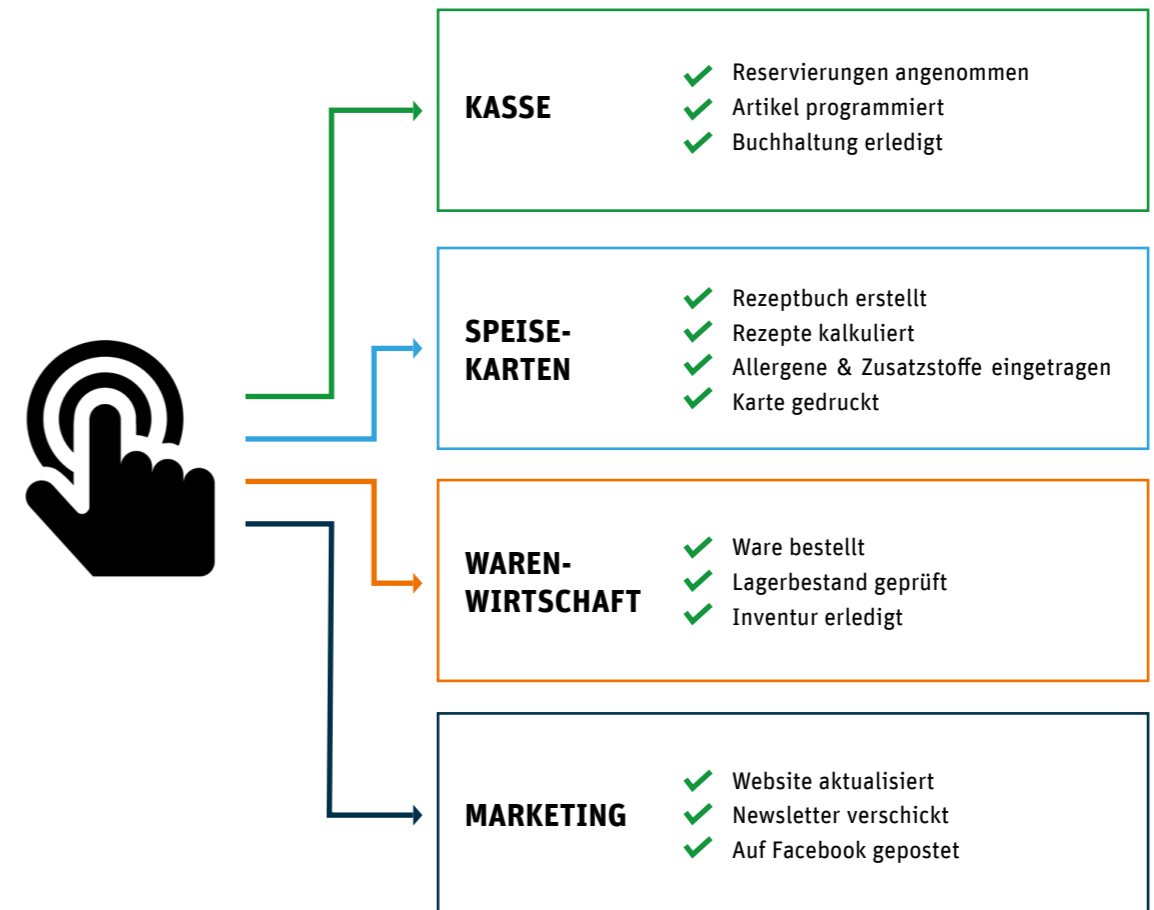 KASSE
Reservierungen angenommen
Artikel programmiert
Buchhaltung erledigt
SPEISE-
KARTEN
Rezeptbuch erstellt
Rezepte kalkuliert
Allergene & Zusatzstoffe eingetragen
Karte gedruckt
WAREN-
WIRTSCHAFT
Ware bestellt
Lagerbestand geprüft
Inventur erledigt
MARKETING
Website aktualisiert
Newsletter verschickt
Auf Facebook gepostet